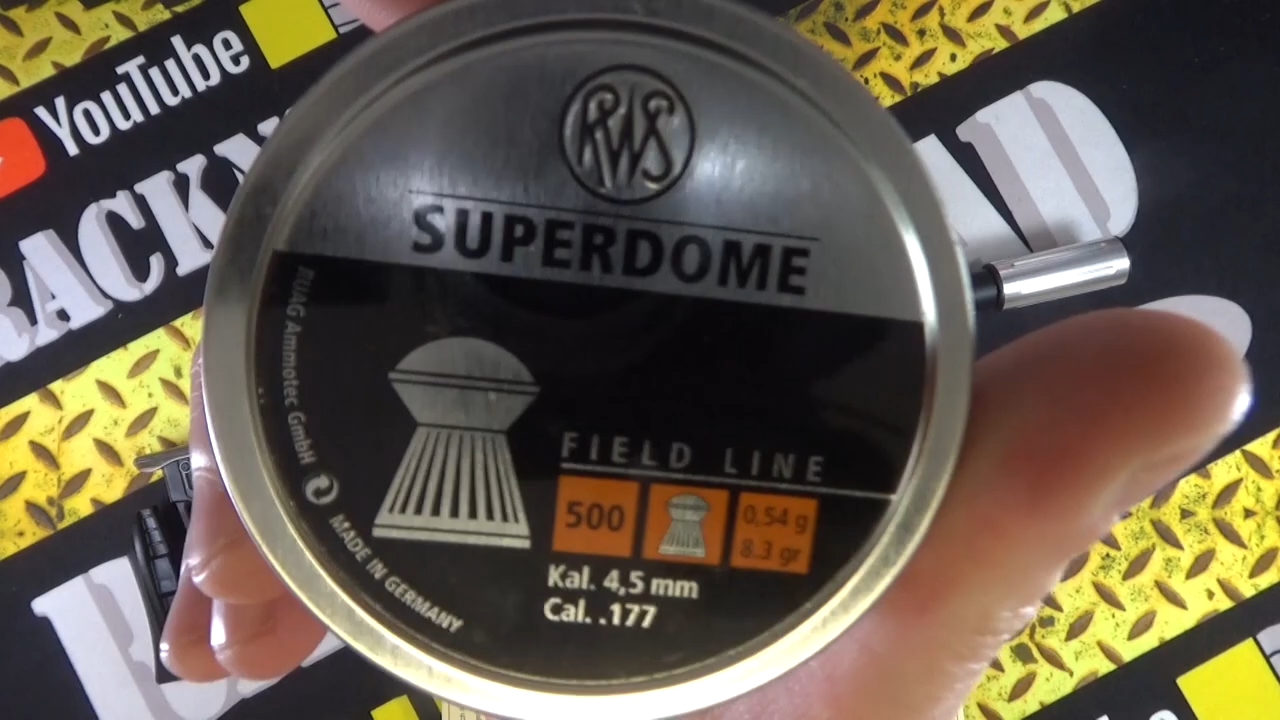 YouTube
RWS
SUPERDOME
RUAG Ammotec GmbH
MADE IN GERMANY
FIELD LINE
500
0,54 g
8.3 gr
Kal. 4,5 mm
Cal. .177